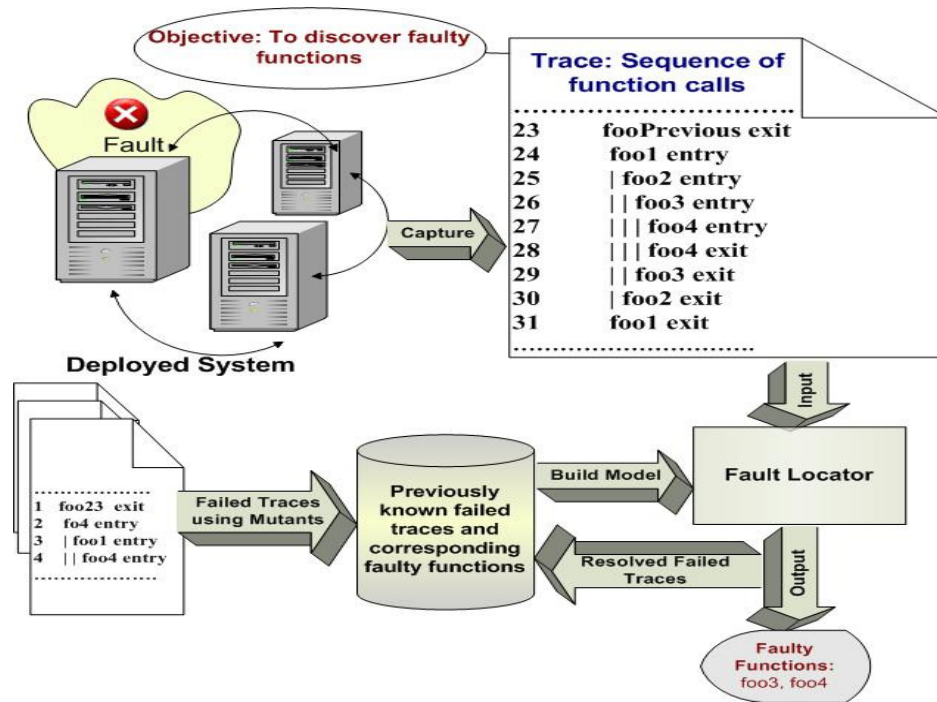 Objective: To discover faulty
functions
Trace: Sequence of
function calls
..............................
23 fooPrevious exit
24 foo1 entry
25 | foo2 entry
26 | | foo3 entry
27 | | | foo4 entry
28 | | | foo4 exit
29 | | foo3 exit
30 | foo2 exit
31 foo1 exit
..............................
Fault
Capture
Deployed System
Input
..................
1 foo23 exit
2 fo4 entry
3 | foo1 entry
4 | | foo4 entry
..................
Failed Traces
using Mutants
Previously
known failed
traces and
corresponding
faulty functions
Build Model
Fault Locator
Resolved Failed
Traces
Output
Faulty
Functions:
foo3, foo4